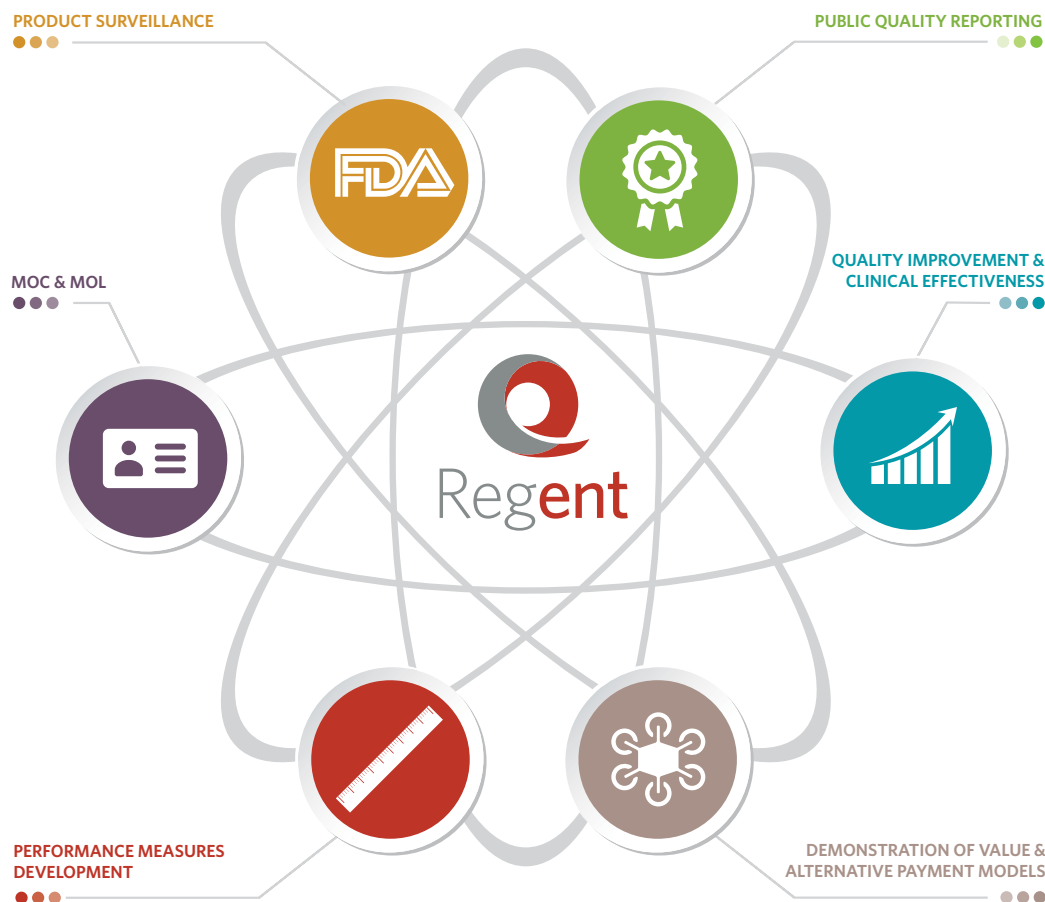 PRODUCT SURVEILLANCE
PUBLIC QUALITY REPORTING
FDA
QUALITY IMPROVEMENT &
CLINICAL EFFECTIVENESS
MOC & MOL
Regent
PERFORMANCE MEASURES
DEVELOPMENT
DEMONSTRATION OF VALUE &
ALTERNATIVE PAYMENT MODELS